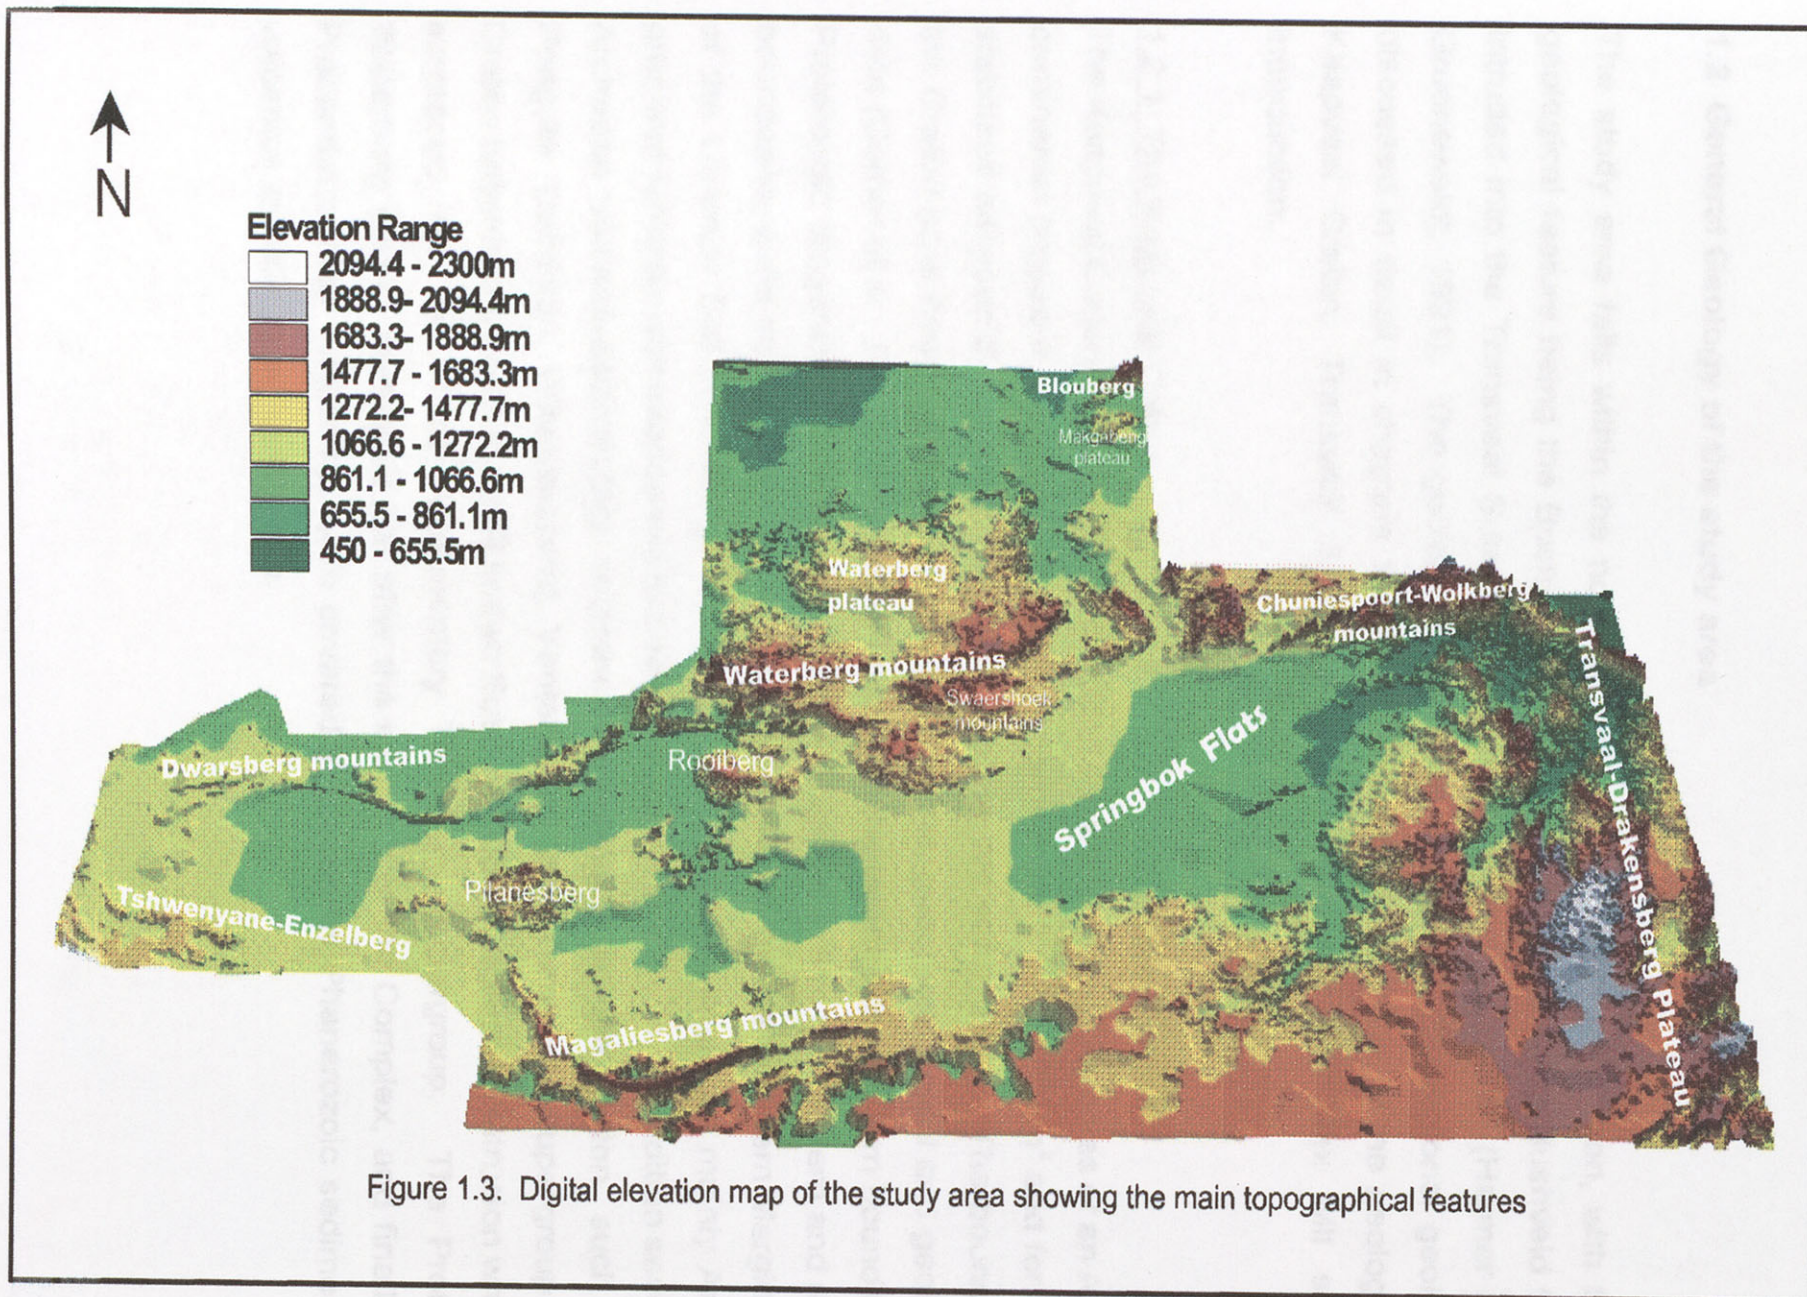 N
Elevation Range
2094.4 - 2300m
1888.9- 2094.4m
1683.3- 1888.9m
1477.7 - 1683.3m
1272.2- 1477.7m
1066.6 - 1272.2m
861.1 - 1066.6m
655.5 - 861.1m
450 - 655.5m
Blouberg
Makgabeng
plateau
Waterberg
plateau
Chuniespoort-Wolkberg
mountains
Waterberg mountains
Swaershoek
mountains
Transvaal-Drakensberg Plateau
Springbok Flats
Dwarsberg mountains
Rooiberg
Pilanesberg
Tshwenyane-Enzelberg
Magaliesberg mountains
Figure 1.3. Digital elevation map of the study area showing the main topographical features